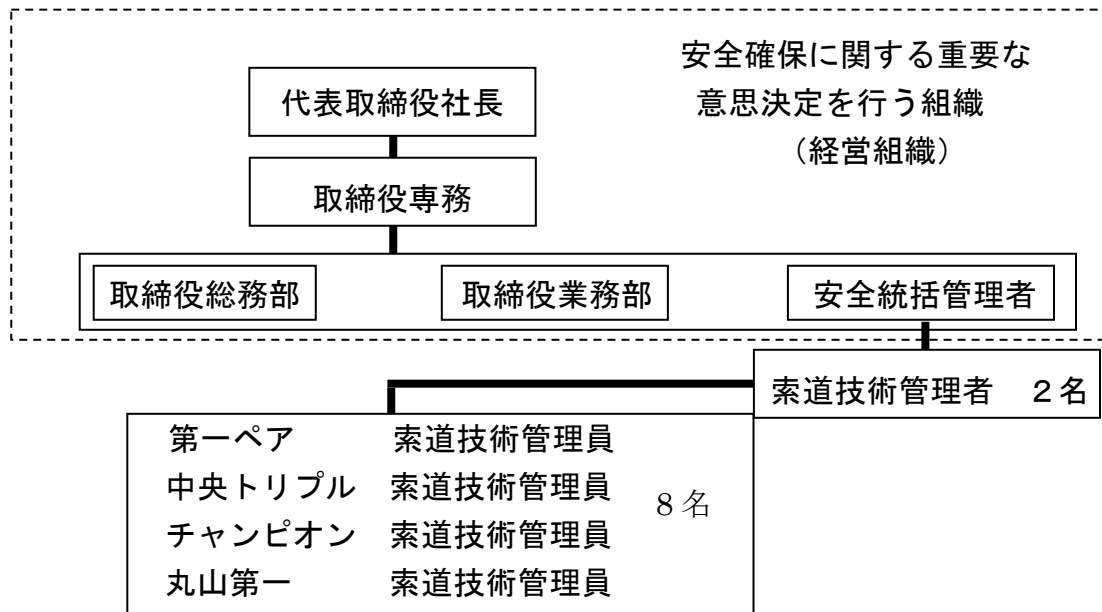 安全確保に関する重要な
意思決定を行う組織
（経営組織）
代表取締役社長
取締役専務
取締役総務部
取締役業務部
安全統括管理者
索道技術管理者　２名
第一ペア　索道技術管理員
中央トリプル　索道技術管理員
チャンピオン　索道技術管理員
丸山第一　索道技術管理員
８名